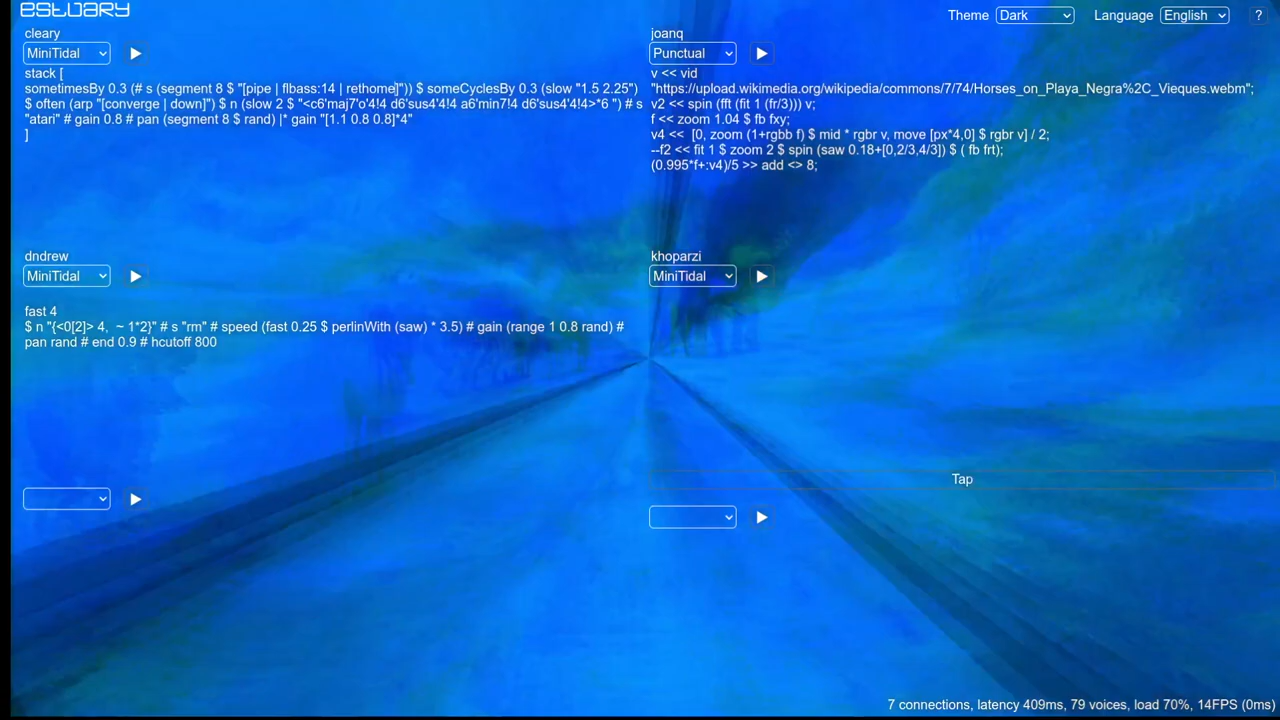 estuary
Theme Dark Language English ?
cleary
MiniTidal
stack [
sometimesBy 0.3 (# s (segment 8 $ "[pipe | flbass:14 | rethome]")) $ someCyclesBy 0.3 (slow "1.5 2.25")
$ often (arp "[converge | down]") $ n (slow 2 $ "<c6'maj7'o'4!4 d6'sus4'4!4 a6'min7!4 d6'sus4'4!4>*6 ") # s
"atari" # gain 0.8 # pan (segment 8 $ rand) |* gain "[1.1 0.8 0.8]*4"
]
joanq
Punctual
v << vid
"https://upload.wikimedia.org/wikipedia/commons/7/74/Horses_on_Playa_Negra%2C_Vieques.webm";
v2 << spin (fft (fit 1 (fr/3))) v;
f << zoom 1.04 $ fb fxy;
v4 << [0, zoom (1+rgbb f) $ mid * rgbr v, move [px*4,0] $ rgbr v] / 2;
--f2 << fit 1 $ zoom 2 $ spin (saw 0.18+[0,2/3,4/3]) $ ( fb frt);
(0.995*f+:v4)/5 >> add <> 8;
dndrew
MiniTidal
fast 4
$ n "{<0[2]> 4, ~ 1*2}" # s "rm" # speed (fast 0.25 $ perlinWith (saw) * 3.5) # gain (range 1 0.8 rand) #
pan rand # end 0.9 # hcutoff 800
khoparzi
MiniTidal
Tap
7 connections, latency 409ms, 79 voices, load 70%, 14FPS (0ms)